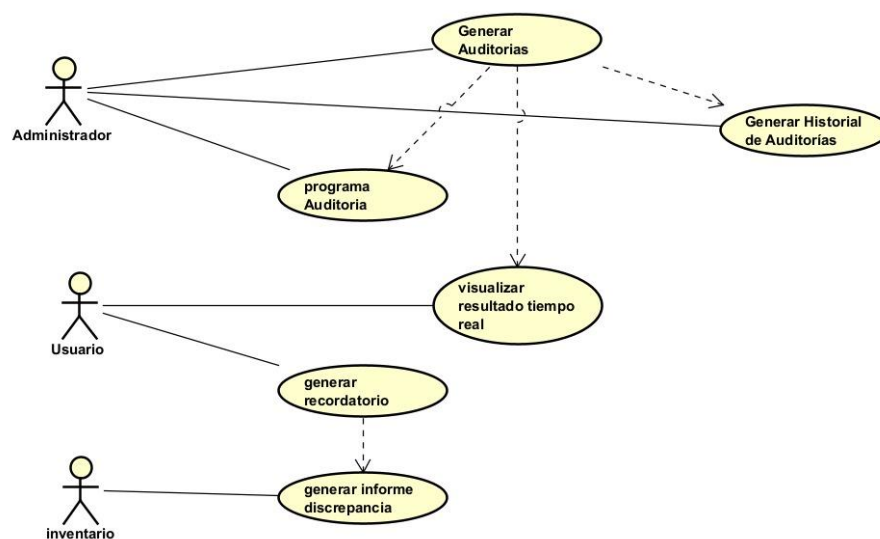 Generar
Auditorias
Administrador
Generar Historial
de Auditorías
programa
Auditoria
visualizar
resultado tiempo
real
Usuario
generar
recordatorio
generar informe
discrepancia
inventario